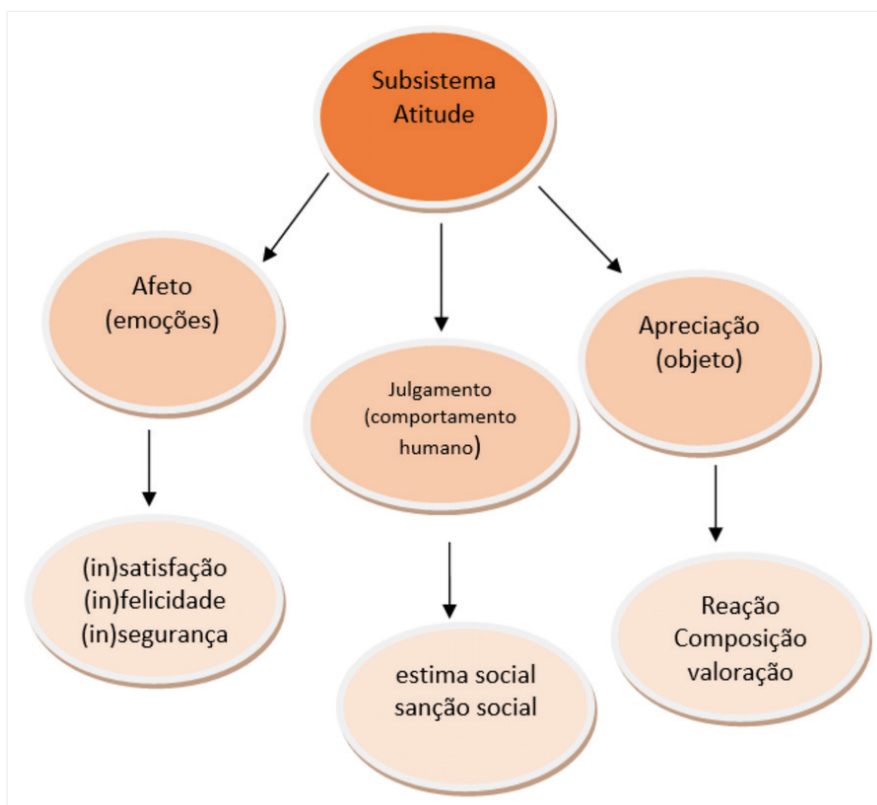 Subsistema
Atitude
Afeto
(emoções)
Julgamento
(comportamento
humano)
Apreciação
(objeto)
(in)satisfação
(in)felicidade
(in)segurança
estima social
sanção social
Reação
Composição
valoração